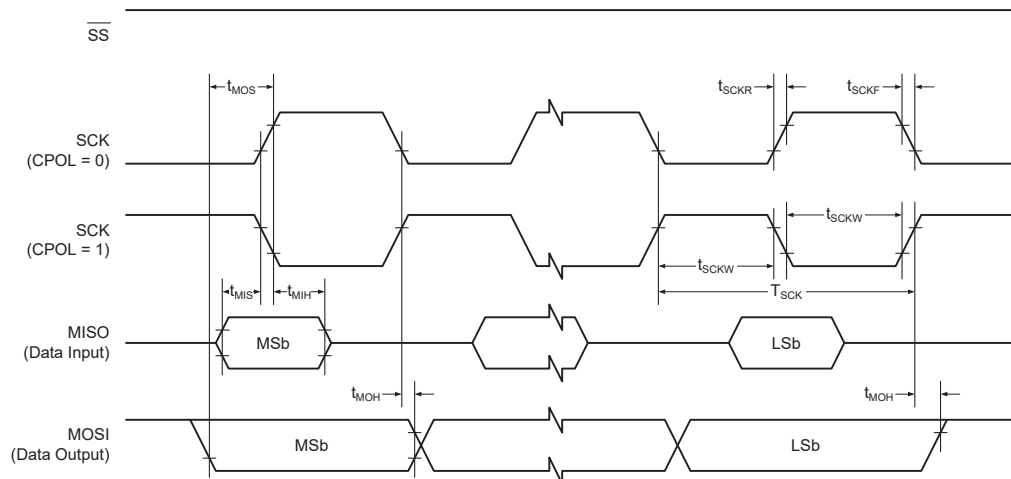 SS
tMOS
tSCKR
tSCKF
SCK
(CPOL = 0)
SCK
(CPOL = 1)
tSCKW
tSCKW
TSCK
tMIS
tMIH
MISO
(Data Input)
MSb
LSb
tMOH
tMOH
MOSI
(Data Output)
MSb
LSb